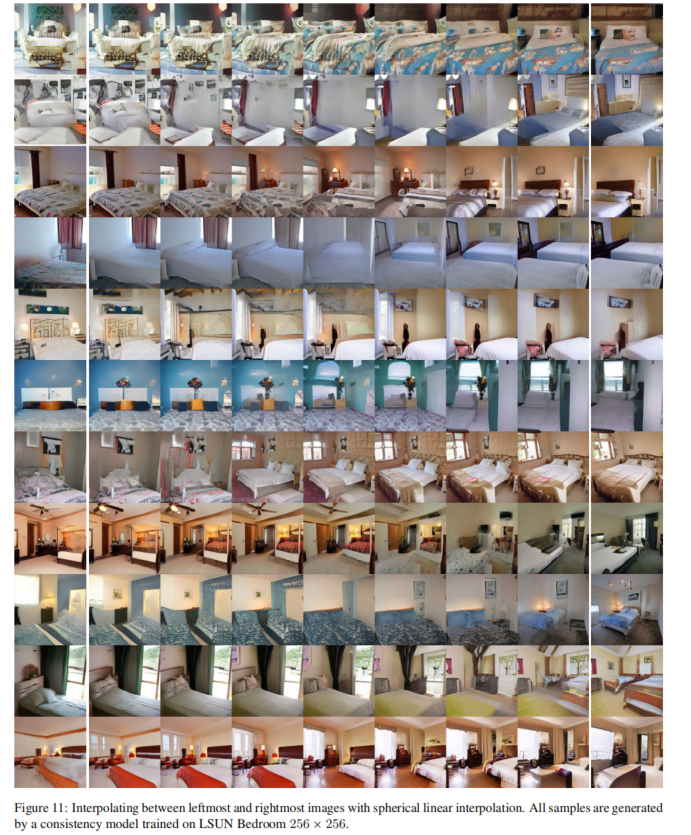 Figure 11: Interpolating between leftmost and rightmost images with spherical linear interpolation. All samples are generated
by a consistency model trained on LSUN Bedroom 256 × 256.